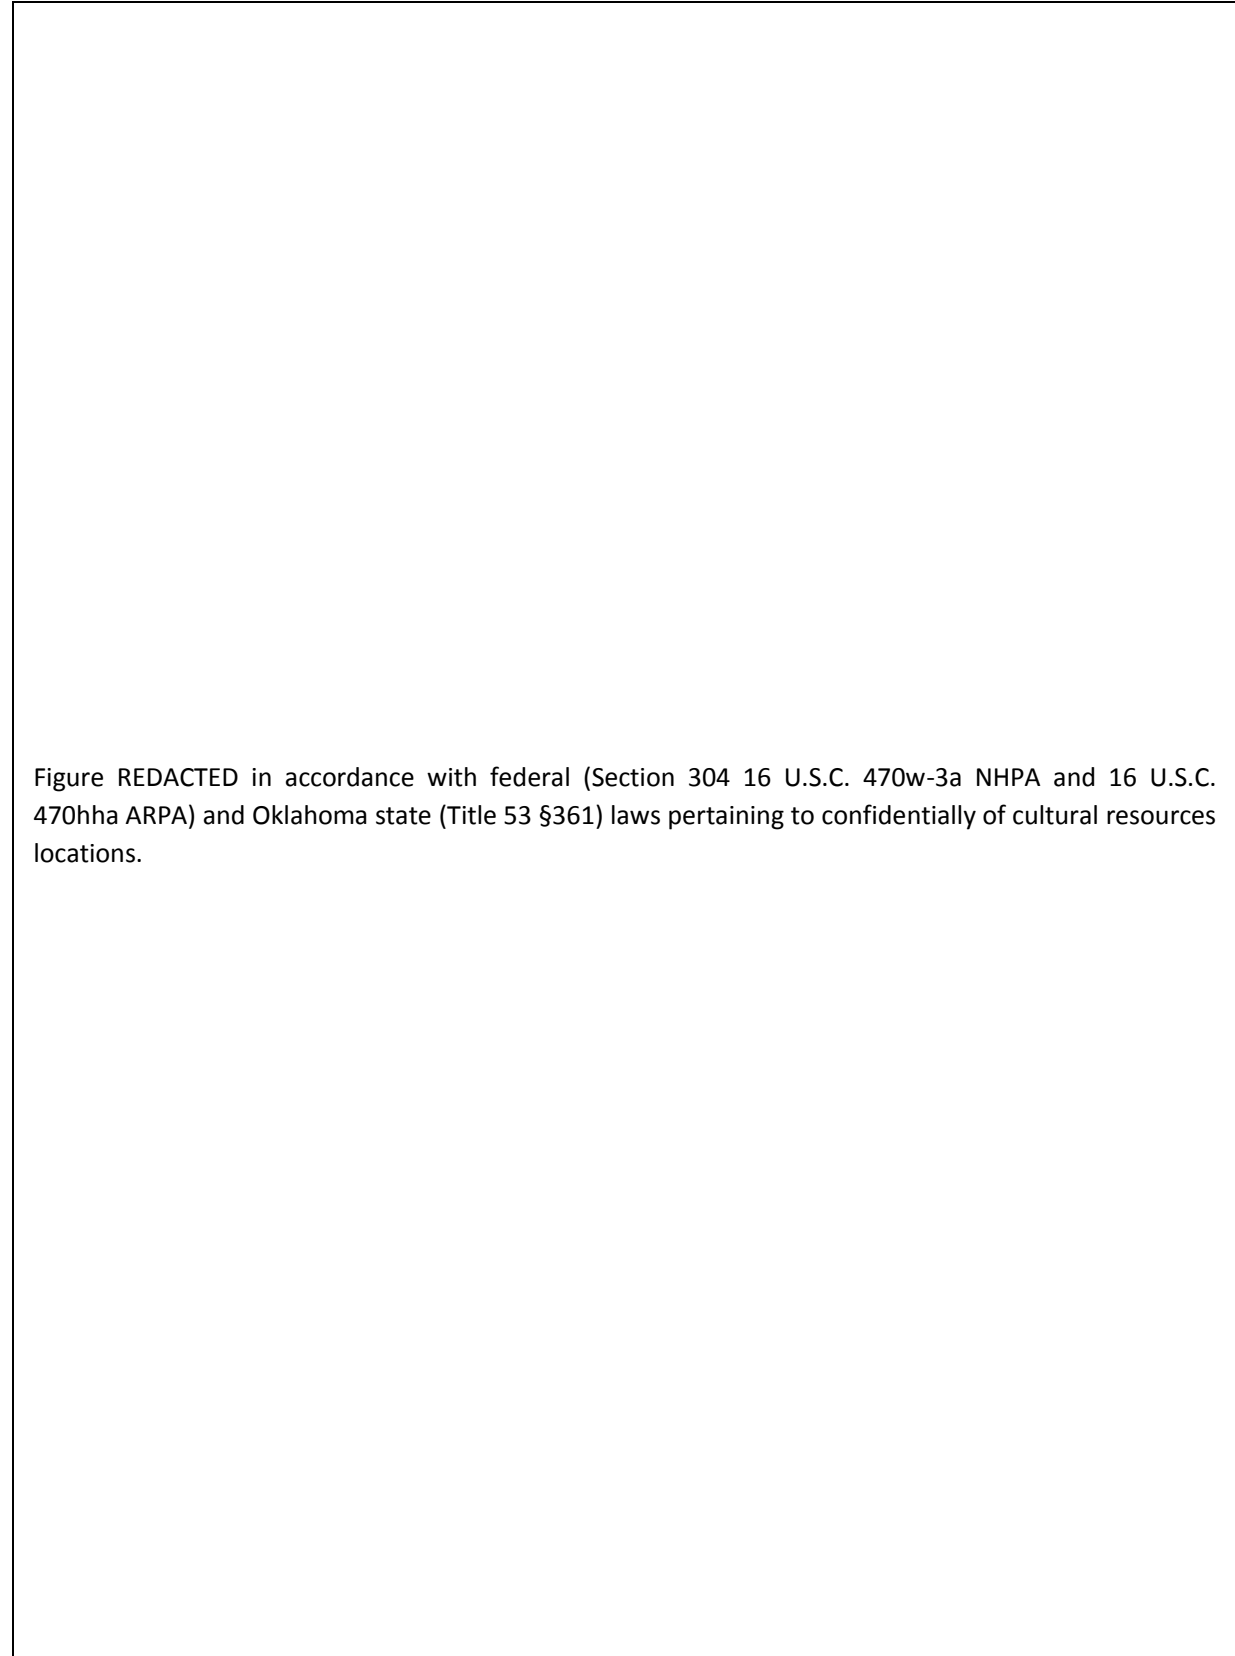 Figure REDACTED in accordance with federal (Section 304 16 U.S.C. 470w-3a NHPA and 16 U.S.C.
470hha ARPA) and Oklahoma state (Title 53 §361) laws pertaining to confidentially of cultural resources
locations.